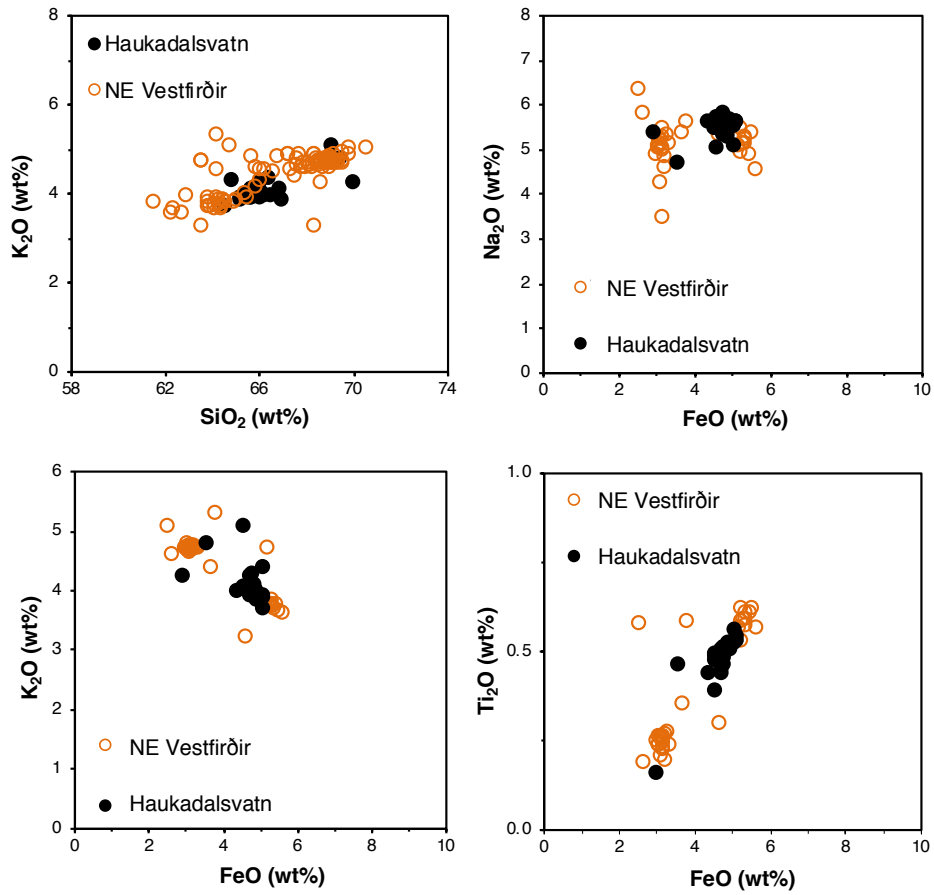 8
6
4
2
0
K₂O (wt%)
Haukadalsvatn
NE Vestfirðir
58
62
66
70
74
SiO₂ (wt%)
8
7
6
5
4
3
2
1
0
Na₂O (wt%)
NE Vestfirðir
Haukadalsvatn
0
2
4
6
8
10
FeO (wt%)
6
5
4
3
2
1
0
K₂O (wt%)
NE Vestfirðir
Haukadalsvatn
0
2
4
6
8
10
FeO (wt%)
1.0
0.5
0.0
Ti₂O (wt%)
NE Vestfirðir
Haukadalsvatn
0
2
4
6
8
10
FeO (wt%)